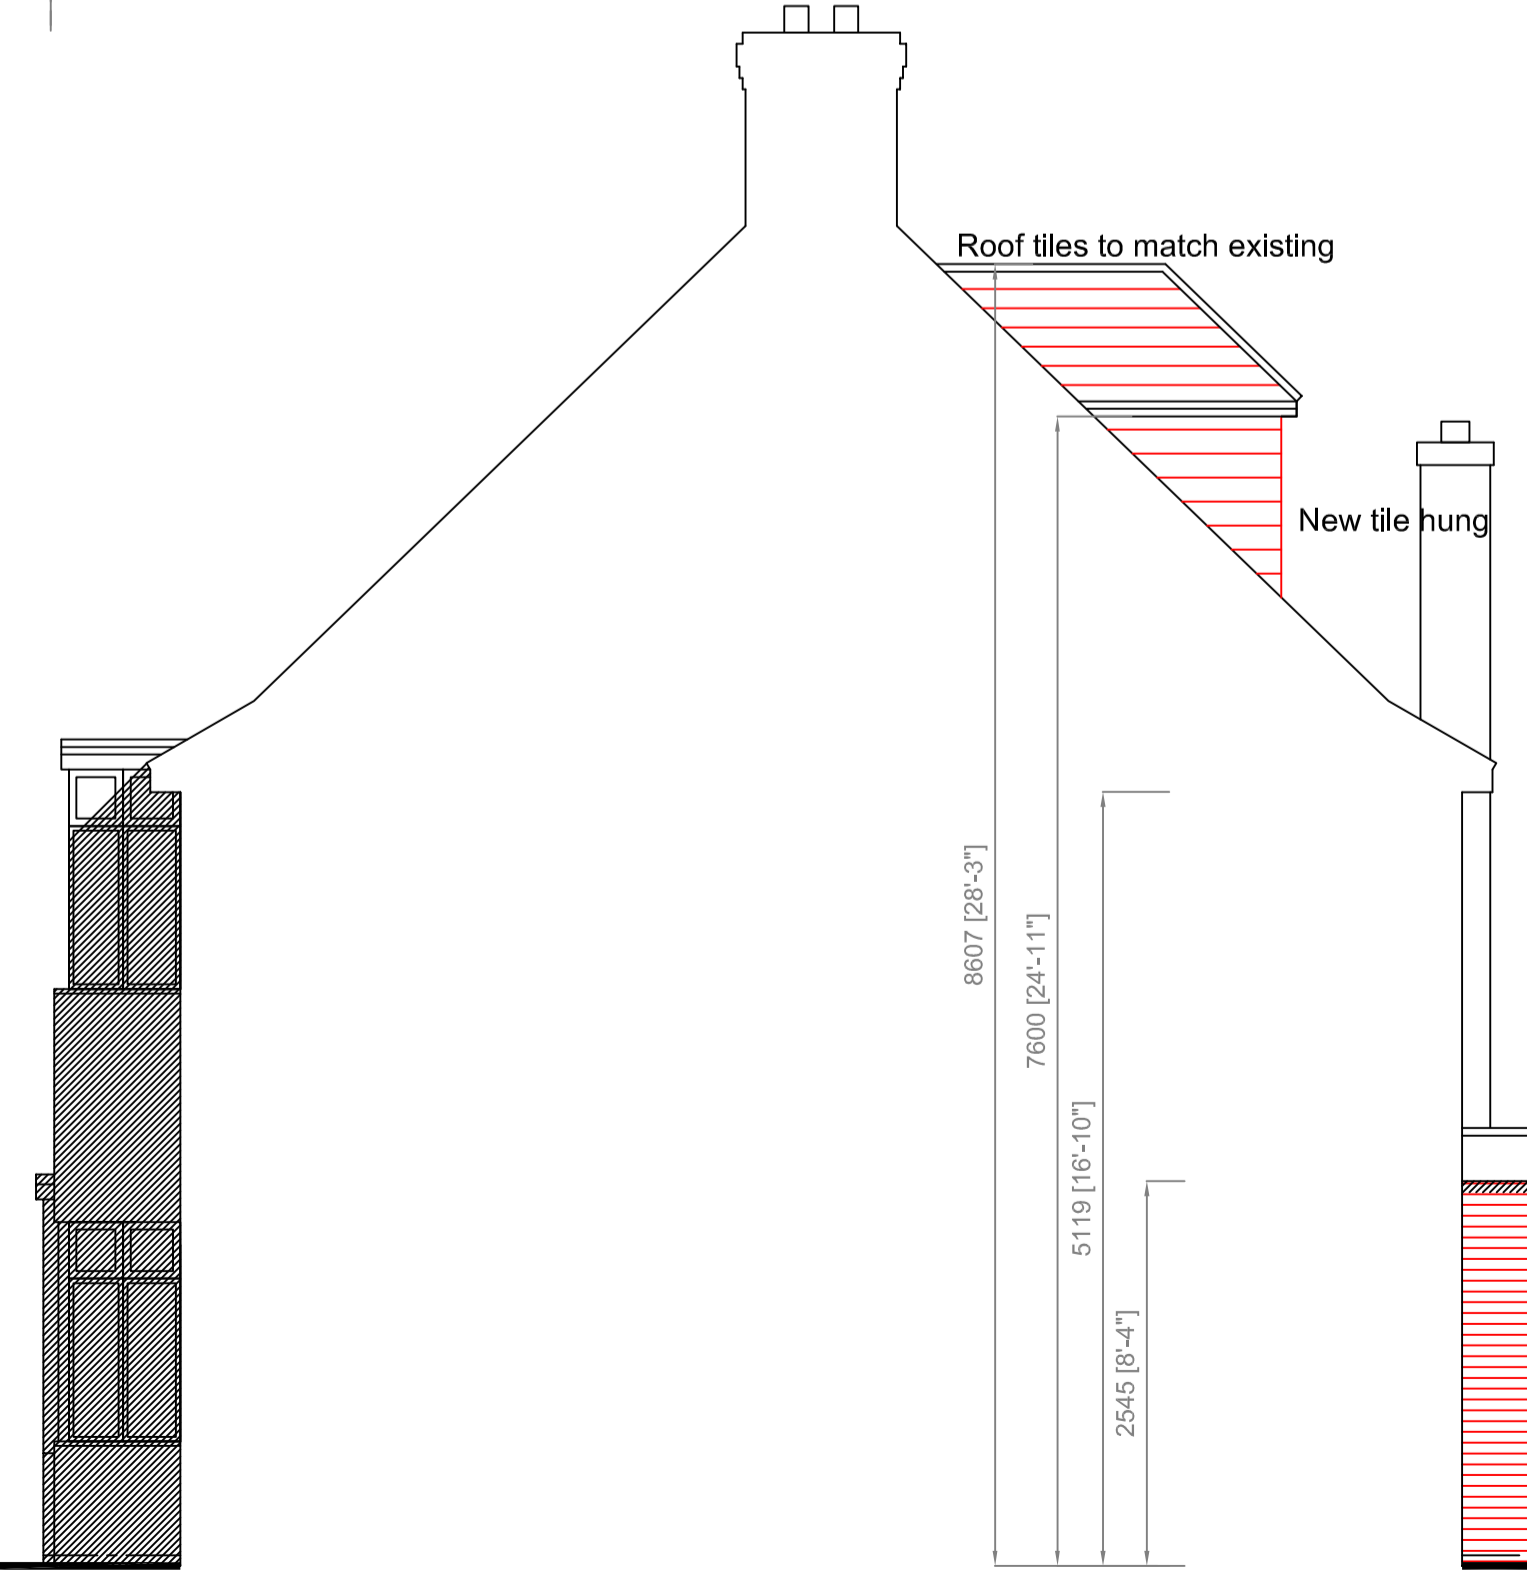 Roof tiles to match existing
New tile hung
8607 [28'-3"]
7600 [24'-11"]
5119 [16'-10"]
2545 [8'-4"]